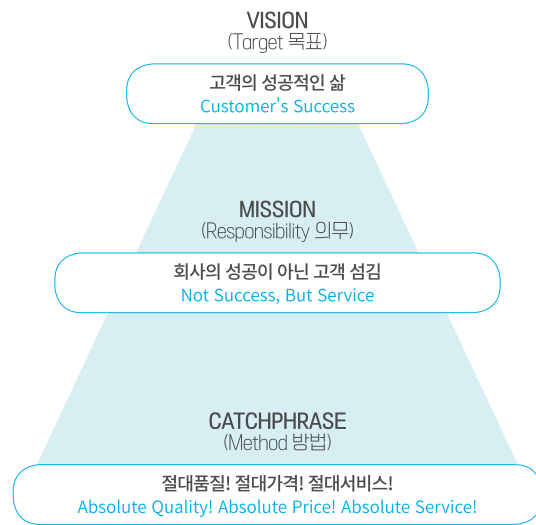 VISION
(Target 목표)
고객의 성공적인 삶
Customer's Success
MISSION
(Responsibility 의무)
회사의 성공이 아닌 고객 섬김
Not Success, But Service
CATCHPHRASE
(Method 방법)
절대품질! 절대가격! 절대서비스!
Absolute Quality! Absolute Price! Absolute Service!